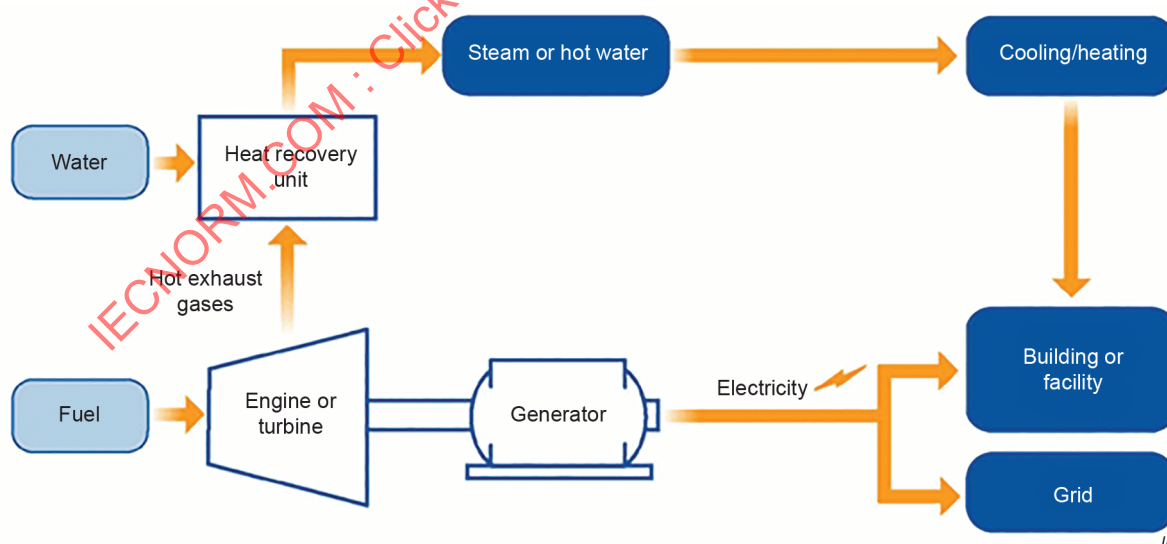 Steam or hot water
Cooling/heating
Water
Heat recovery
unit
Hot exhaust
gases
Fuel
Engine or
turbine
Generator
Electricity
Building or
facility
Grid
IECNORM.COM : Click